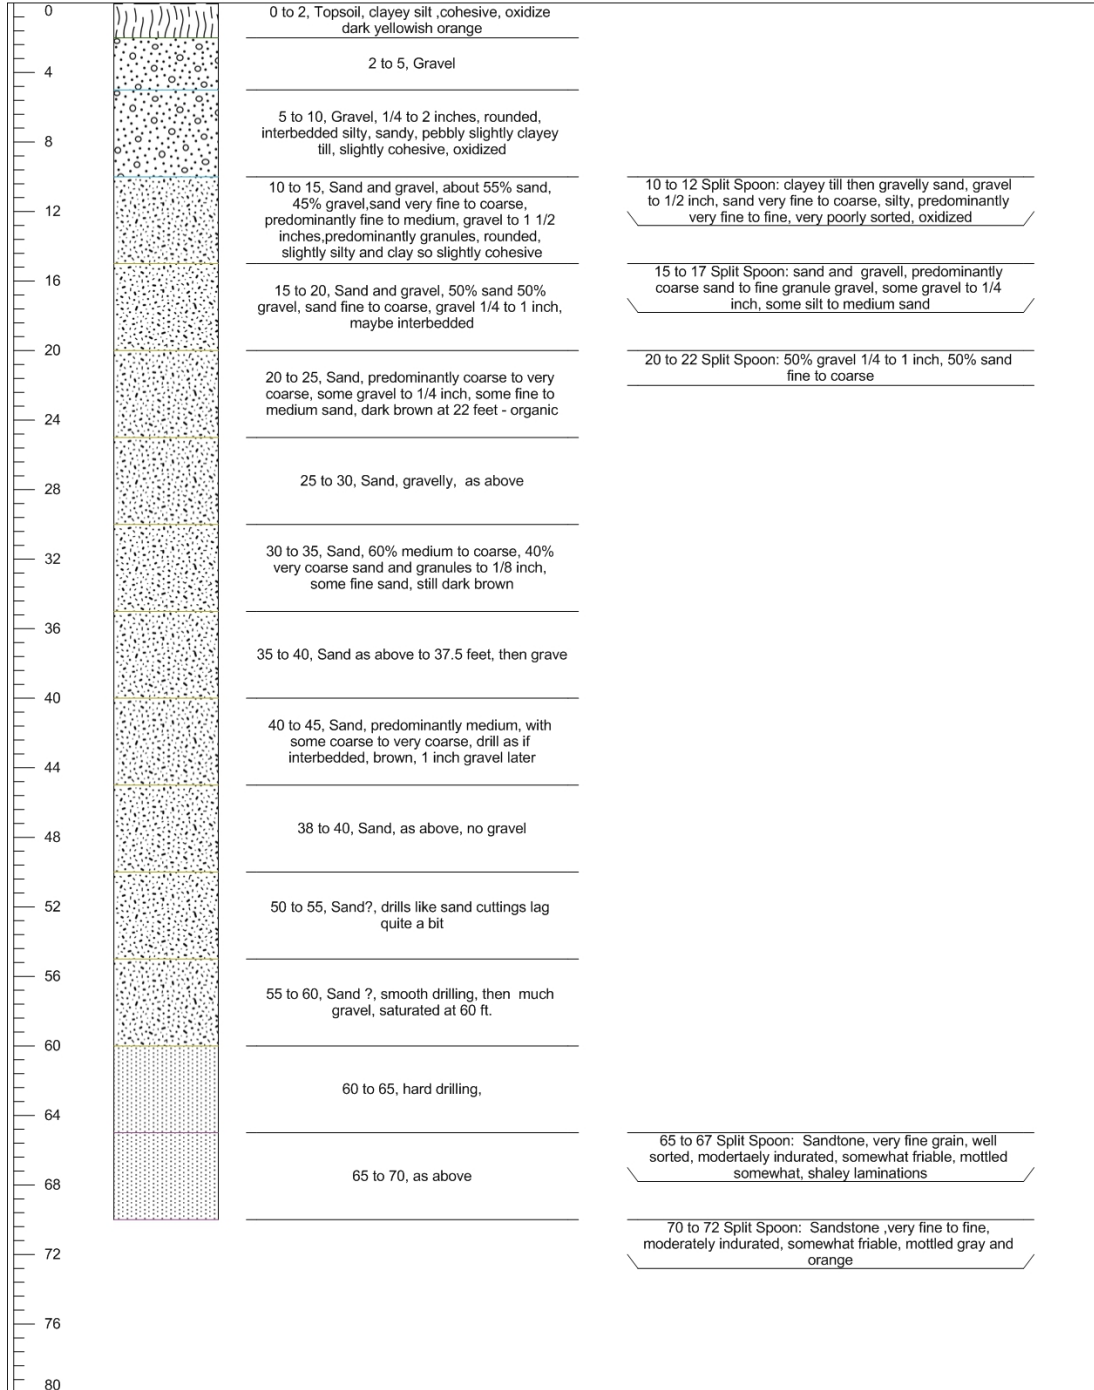 0
4
8
12
16
20
24
28
32
36
40
44
48
52
56
60
64
68
72
76
80
0 to 2, Topsoil, clayey silt ,cohesive, oxidize
dark yellowish orange
2 to 5, Gravel
5 to 10, Gravel, 1/4 to 2 inches, rounded,
interbedded silty, sandy, pebbly slightly clayey
till, slightly cohesive, oxidized
10 to 15, Sand and gravel, about 55% sand,
45% gravel,sand very fine to coarse,
predominantly fine to medium, gravel to 1 1/2
inches,predominantly granules, rounded,
slightly silty and clay so slightly cohesive
15 to 20, Sand and gravel, 50% sand 50%
gravel, sand fine to coarse, gravel 1/4 to 1 inch,
maybe interbedded
20 to 25, Sand, predominantly coarse to very
coarse, some gravel to 1/4 inch, some fine to
medium sand, dark brown at 22 feet - organic
25 to 30, Sand, gravelly,  as above
30 to 35, Sand, 60% medium to coarse, 40%
very coarse sand and granules to 1/8 inch,
some fine sand, still dark brown
35 to 40, Sand as above to 37.5 feet, then grave
40 to 45, Sand, predominantly medium, with
some coarse to very coarse, drill as if
interbedded, brown, 1 inch gravel later
38 to 40, Sand, as above, no gravel
50 to 55, Sand?, drills like sand cuttings lag
quite a bit
55 to 60, Sand ?, smooth drilling, then  much
gravel, saturated at 60 ft.
60 to 65, hard drilling,
65 to 70, as above
10 to 12 Split Spoon: clayey till then gravelly sand, gravel
to 1/2 inch, sand very fine to coarse, silty, predominantly
very fine to fine, very poorly sorted, oxidized
15 to 17 Split Spoon: sand and  gravell, predominantly
coarse sand to fine granule gravel, some gravel to 1/4
inch, some silt to medium sand
20 to 22 Split Spoon: 50% gravel 1/4 to 1 inch, 50% sand
fine to coarse
65 to 67 Split Spoon:  Sandtone, very fine grain, well
sorted, modertaely indurated, somewhat friable, mottled
somewhat, shaley laminations
70 to 72 Split Spoon:  Sandstone ,very fine to fine,
moderately indurated, somewhat friable, mottled gray and
orange